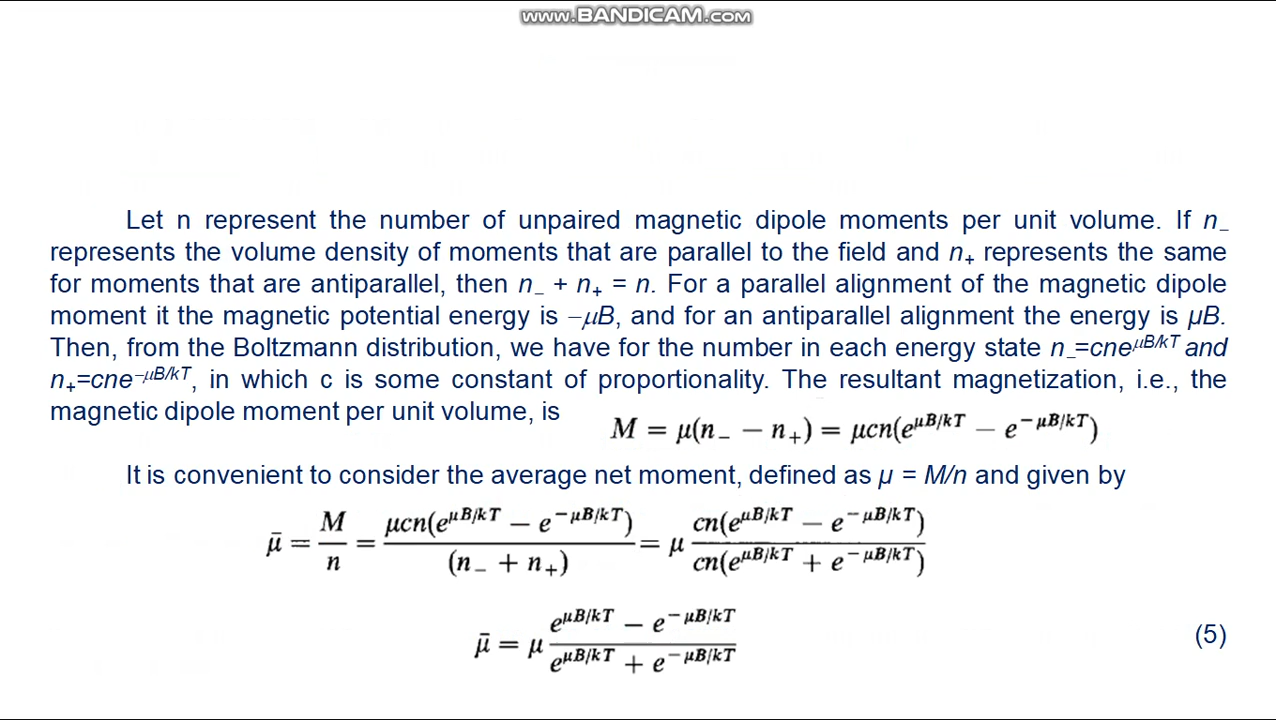 www.BANDICAM.com
Let n represent the number of unpaired magnetic dipole moments per unit volume. If n₋
represents the volume density of moments that are parallel to the field and n₊ represents the same
for moments that are antiparallel, then n₋ + n₊ = n. For a parallel alignment of the magnetic dipole
moment it the magnetic potential energy is −μB, and for an antiparallel alignment the energy is μB.
Then, from the Boltzmann distribution, we have for the number in each energy state n₋=cne^{μB/kT} and
n₊=cne^{−μB/kT}, in which c is some constant of proportionality. The resultant magnetization, i.e., the
magnetic dipole moment per unit volume, is
M = μ(n₋ − n₊) = μcn(e^{μB/kT} − e^{−μB/kT})
It is convenient to consider the average net moment, defined as μ = M/n and given by
μ̄ = M/n = μcn(e^{μB/kT} − e^{−μB/kT})/(n₋ + n₊) = μ cn(e^{μB/kT} − e^{−μB/kT})/cn(e^{μB/kT} + e^{−μB/kT})
μ̄ = μ (e^{μB/kT} − e^{−μB/kT})/(e^{μB/kT} + e^{−μB/kT}) (5)